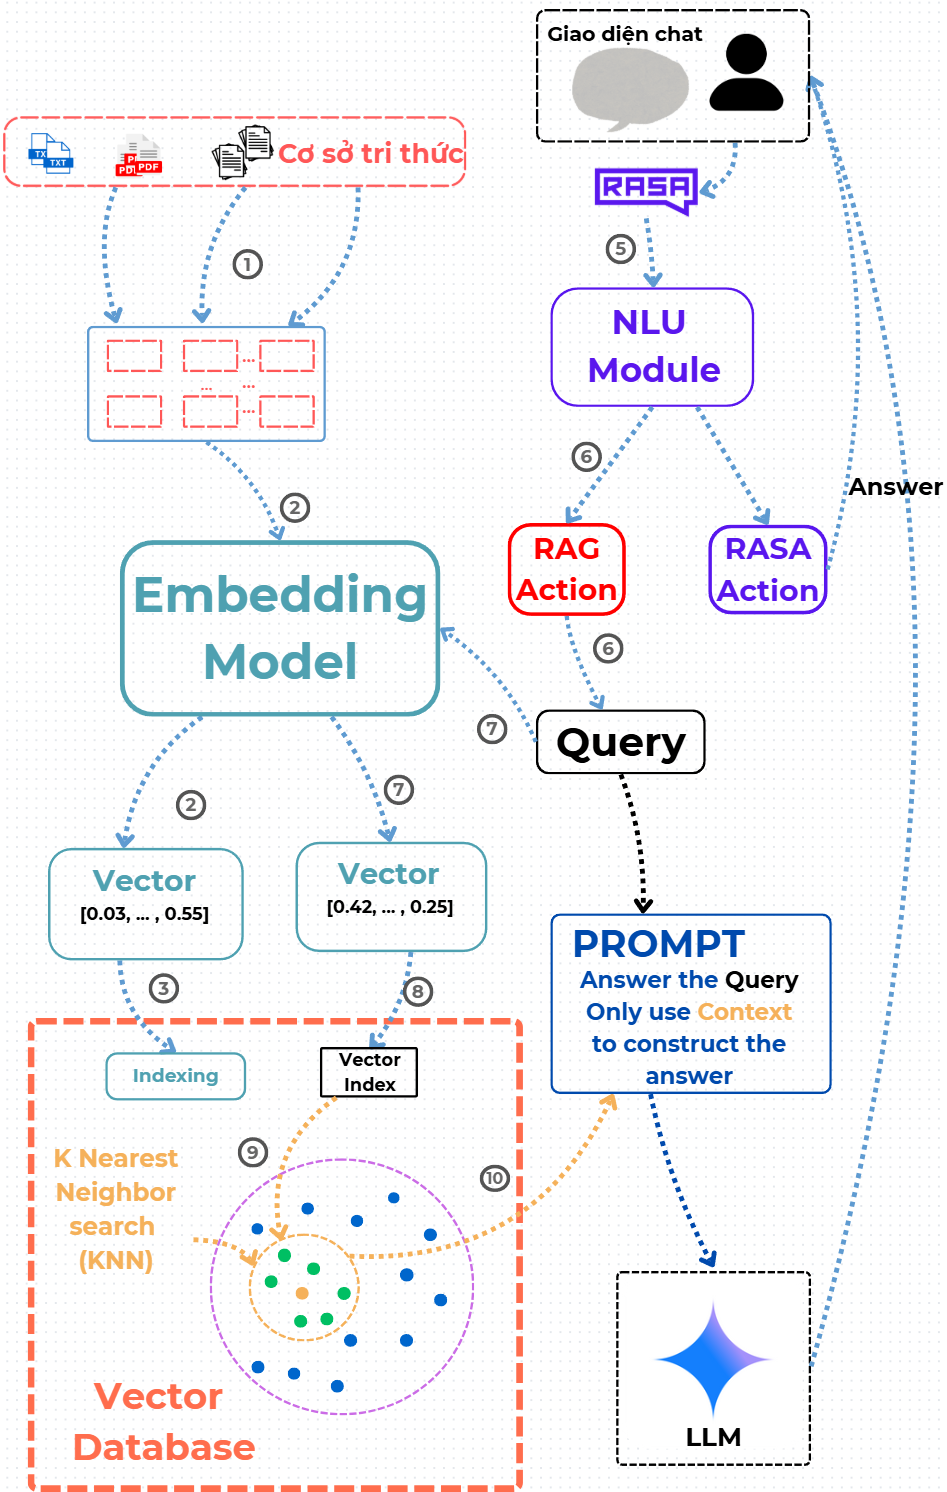 Giao diện chat
TXT
TXT
PDF
PDF
PDF
Cơ sở tri thức
RASA
1
5
NLU
Module
...
... ...
...
6
2
Answer
RAG
Action
RASA
Action
Embedding
Model
6
7
Query
2
7
Vector
[0.03, ... , 0.55]
Vector
[0.42, ... , 0.25]
PROMPT
Answer the Query
Only use Context
to construct the
answer
3
8
Indexing
Vector
Index
9
10
K Nearest
Neighbor
search
(KNN)
Vector
Database
LLM